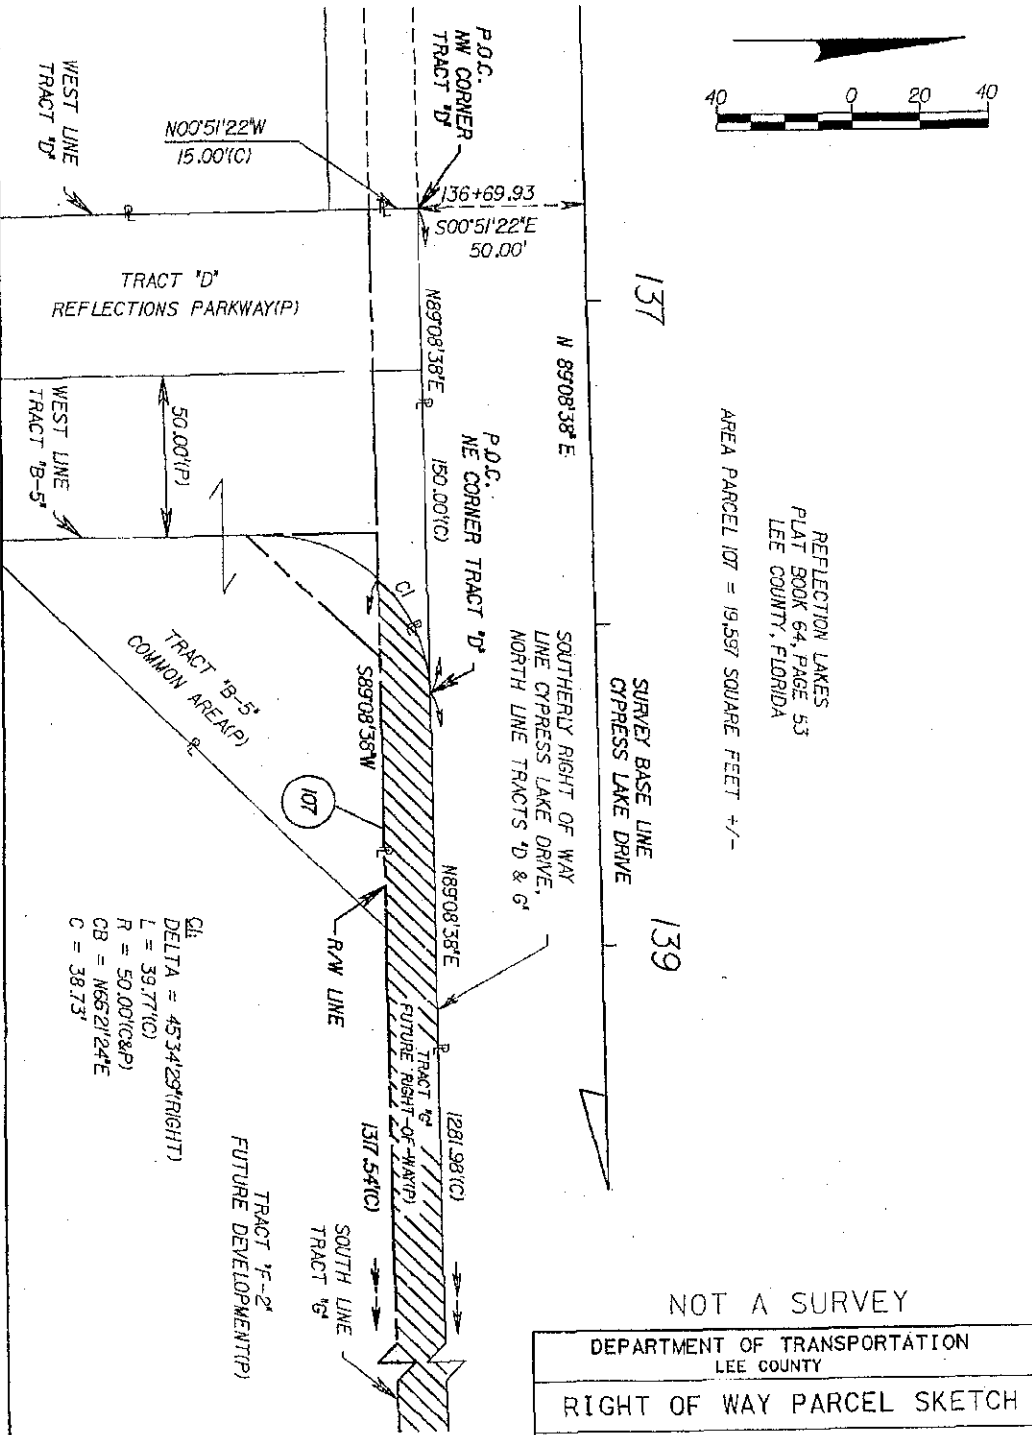 40 0 20 40
REFLECTION LAKES
PLAT BOOK 64, PAGE 53
LEE COUNTY, FLORIDA
AREA PARCEL 107 = 19,597 SQUARE FEET +/-
137
139
SURVEY BASE LINE
CYPRESS LAKE DRIVE
N 89°08'38" E
136+69.93
S00°51'22"E
50.00'
P.O.C.
NW CORNER
TRACT "D"
N00°51'22"W
15.00'(C)
WEST LINE
TRACT "D"
TRACT "D"
REFLECTIONS PARKWAY(P)
N89°08'38"E
150.00'(C)
P.O.C.
NE CORNER TRACT "D"
SOUTHERLY RIGHT OF WAY
LINE CYPRESS LAKE DRIVE,
NORTH LINE TRACTS "D & G"
50.00'(P)
WEST LINE
TRACT "B-5"
C1
TRACT "B-5"
COMMON AREA(P)
S89°08'38"W
107
N89°08'38"E
1281.98'(C)
TRACT "G"
FUTURE RIGHT-OF-WAY(P)
R/W LINE
1317.54'(C)
C1:
DELTA = 45°34'29"(RIGHT)
L = 39.77'(C)
R = 50.00'(C&P)
CB = N66°21'24"E
C = 38.73'
SOUTH LINE
TRACT "G"
TRACT "F-2"
FUTURE DEVELOPMENT(P)
NOT A SURVEY
DEPARTMENT OF TRANSPORTATION
LEE COUNTY
RIGHT OF WAY PARCEL SKETCH